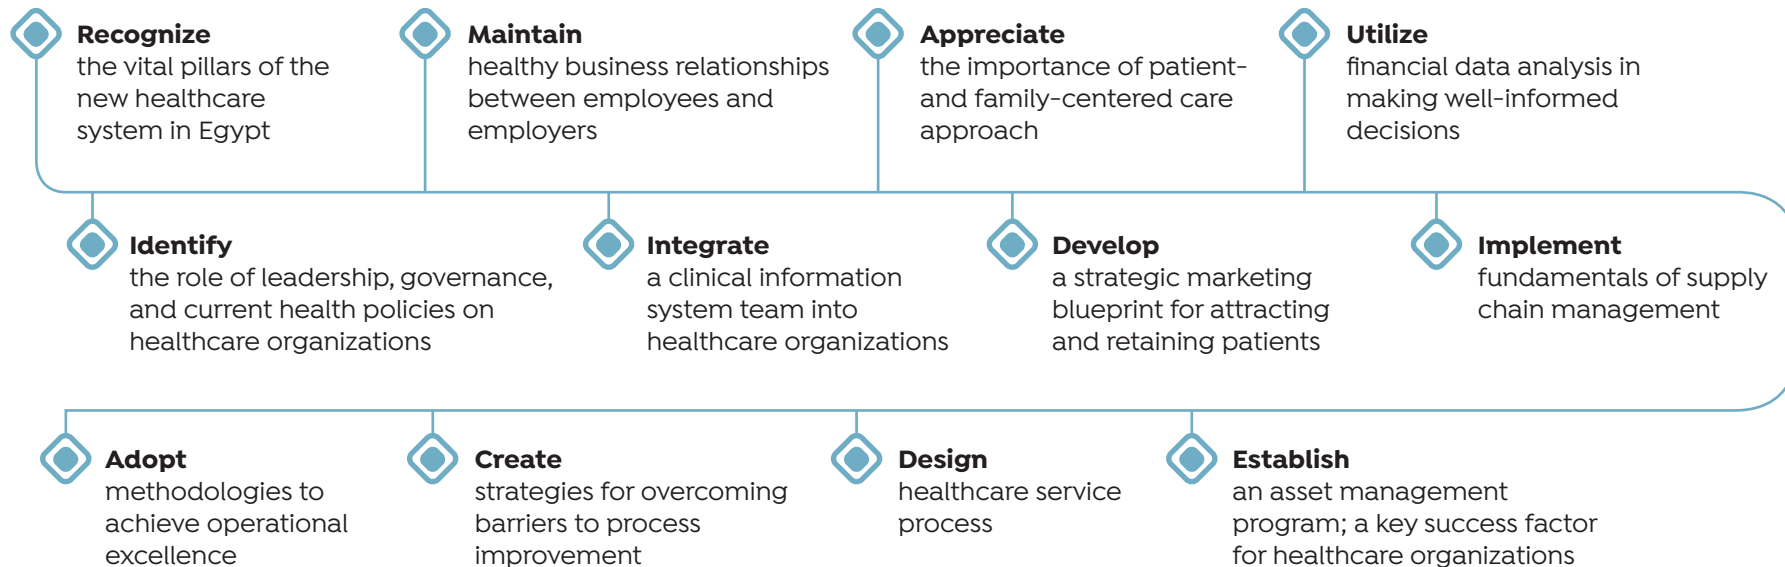 Recognize
the vital pillars of the
new healthcare
system in Egypt
Maintain
healthy business relationships
between employees and
employers
Appreciate
the importance of patient-
and family-centered care
approach
Utilize
financial data analysis in
making well-informed
decisions
Identify
the role of leadership, governance,
and current health policies on
healthcare organizations
Integrate
a clinical information
system team into
healthcare organizations
Develop
a strategic marketing
blueprint for attracting
and retaining patients
Implement
fundamentals of supply
chain management
Adopt
methodologies to
achieve operational
excellence
Create
strategies for overcoming
barriers to process
improvement
Design
healthcare service
process
Establish
an asset management
program; a key success factor
for healthcare organizations